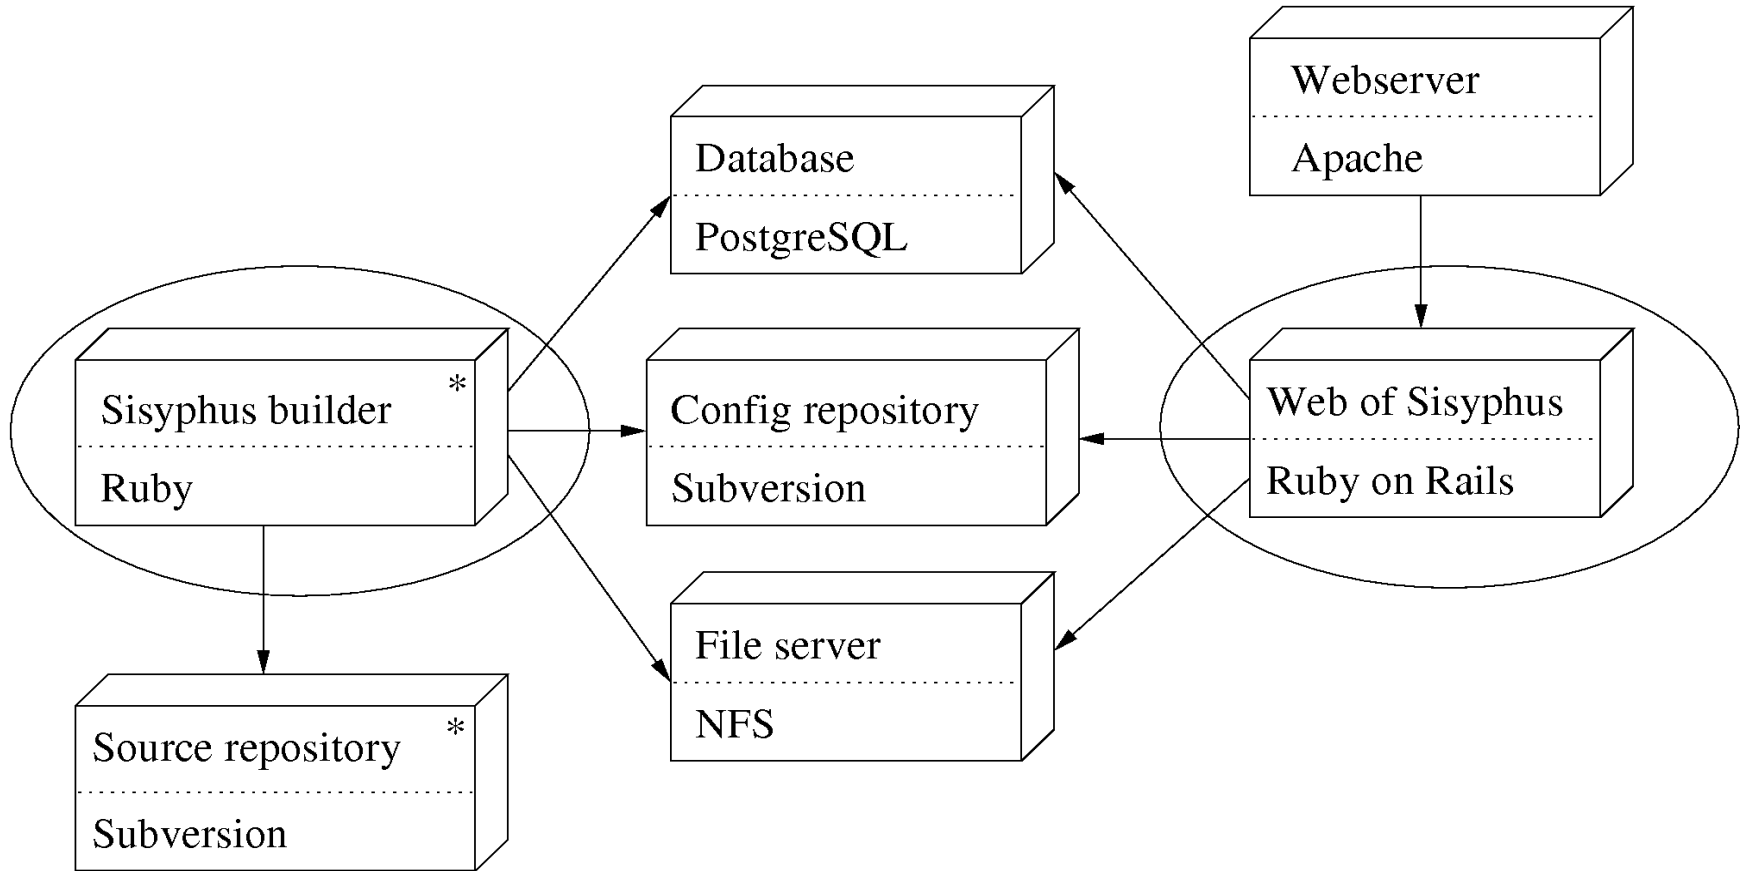 Webserver
Apache
Database
PostgreSQL
*
Sisyphus builder
Ruby
Config repository
Subversion
Web of Sisyphus
Ruby on Rails
File server
NFS
*
Source repository
Subversion